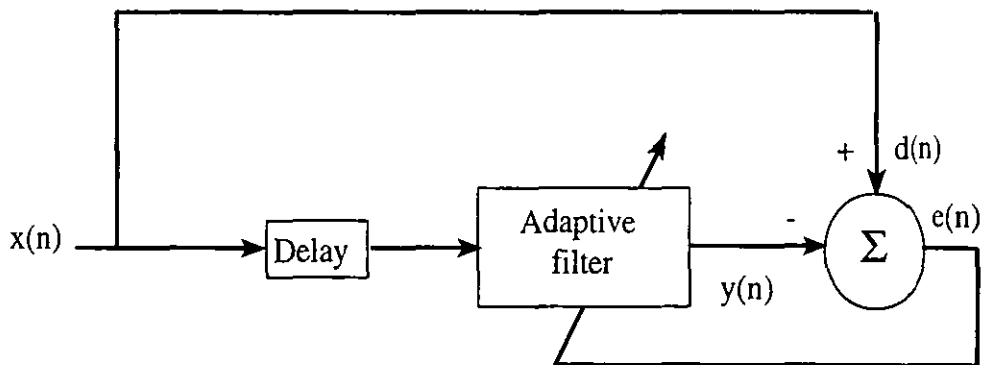 +
d(n)
x(n)
Delay
Adaptive
filter
-
y(n)
Σ
e(n)